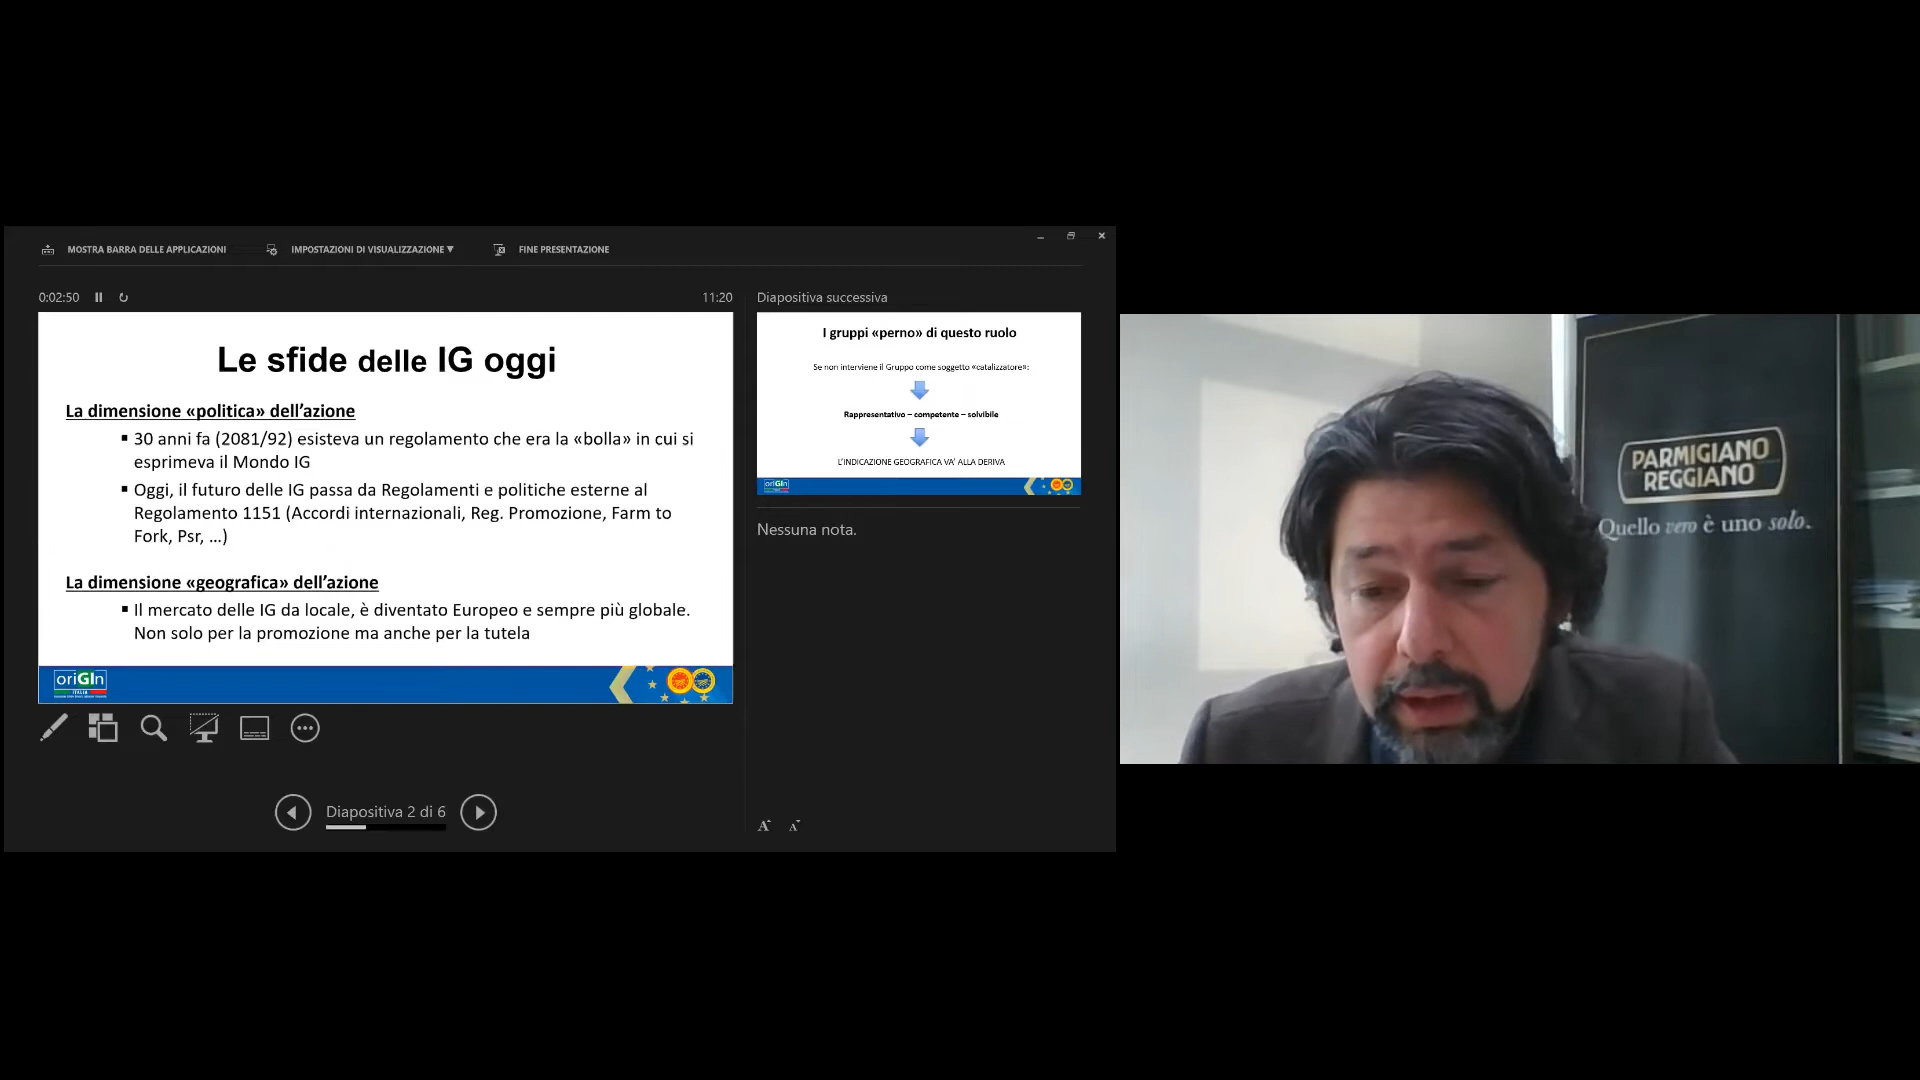 MOSTRA BARRA DELLE APPLICAZIONI
IMPOSTAZIONI DI VISUALIZZAZIONE ▼
FINE PRESENTAZIONE
0:02:50
11:20
Le sfide delle IG oggi
La dimensione «politica» dell'azione
▪ 30 anni fa (2081/92) esisteva un regolamento che era la «bolla» in cui si
esprimeva il Mondo IG
▪ Oggi, il futuro delle IG passa da Regolamenti e politiche esterne al
Regolamento 1151 (Accordi internazionali, Reg. Promozione, Farm to
Fork, Psr, …)
La dimensione «geografica» dell'azione
▪ Il mercato delle IG da locale, è diventato Europeo e sempre più globale.
Non solo per la promozione ma anche per la tutela
oriGIn
ITALIA
Diapositiva 2 di 6
Diapositiva successiva
I gruppi «perno» di questo ruolo
Se non interviene il Gruppo come soggetto «catalizzatore»:
Rappresentativo – competente – solvibile
L'INDICAZIONE GEOGRAFICA VA' ALLA DERIVA
oriGIn
Nessuna nota.
A A
PARMIGIANO
REGGIANO
Quello vero è uno solo.